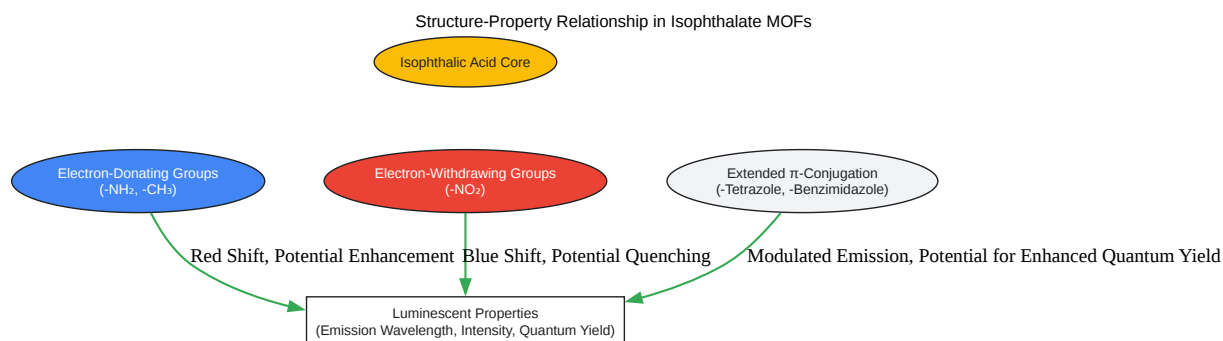 Structure-Property Relationship in Isophthalate MOFs
Isophthalic Acid Core
Electron-Donating Groups
(-NH₂, -CH₃)
Electron-Withdrawing Groups
(-NO₂)
Extended π-Conjugation
(-Tetrazole, -Benzimidazole)
Red Shift, Potential Enhancement
Blue Shift, Potential Quenching
Modulated Emission, Potential for Enhanced Quantum Yield
Luminescent Properties
(Emission Wavelength, Intensity, Quantum Yield)